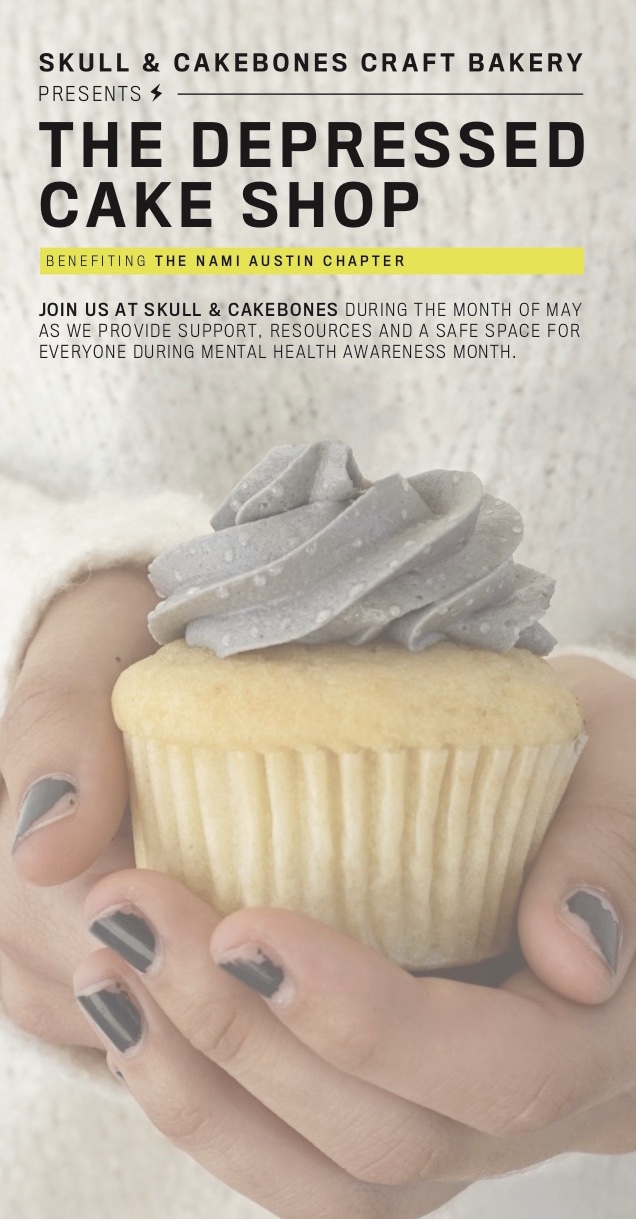 SKULL & CAKEBONES CRAFT BAKERY
PRESENTS
THE DEPRESSED
CAKE SHOP
BENEFITING THE NAMI AUSTIN CHAPTER
JOIN US AT SKULL & CAKEBONES DURING THE MONTH OF MAY
AS WE PROVIDE SUPPORT, RESOURCES AND A SAFE SPACE FOR
EVERYONE DURING MENTAL HEALTH AWARENESS MONTH.